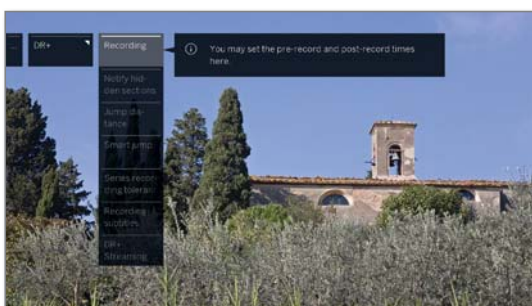 ...
DR+
Recording
You may set the pre-record and post-record times
here.
Notify hid-
den sections
Jump dis-
tance
Smart jump
Series recor-
ding toleran...
Recording
subtitles
DR+
Streaming